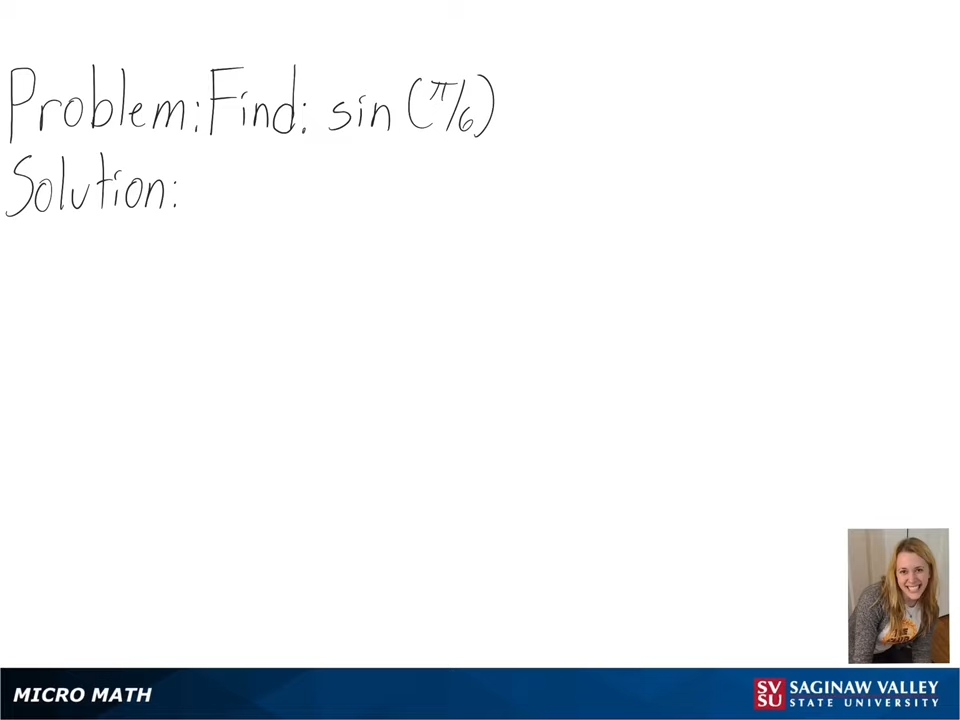 Problem: Find: sin (π/6)
Solution:
MICRO MATH
SV SU SAGINAW VALLEY
STATE UNIVERSITY